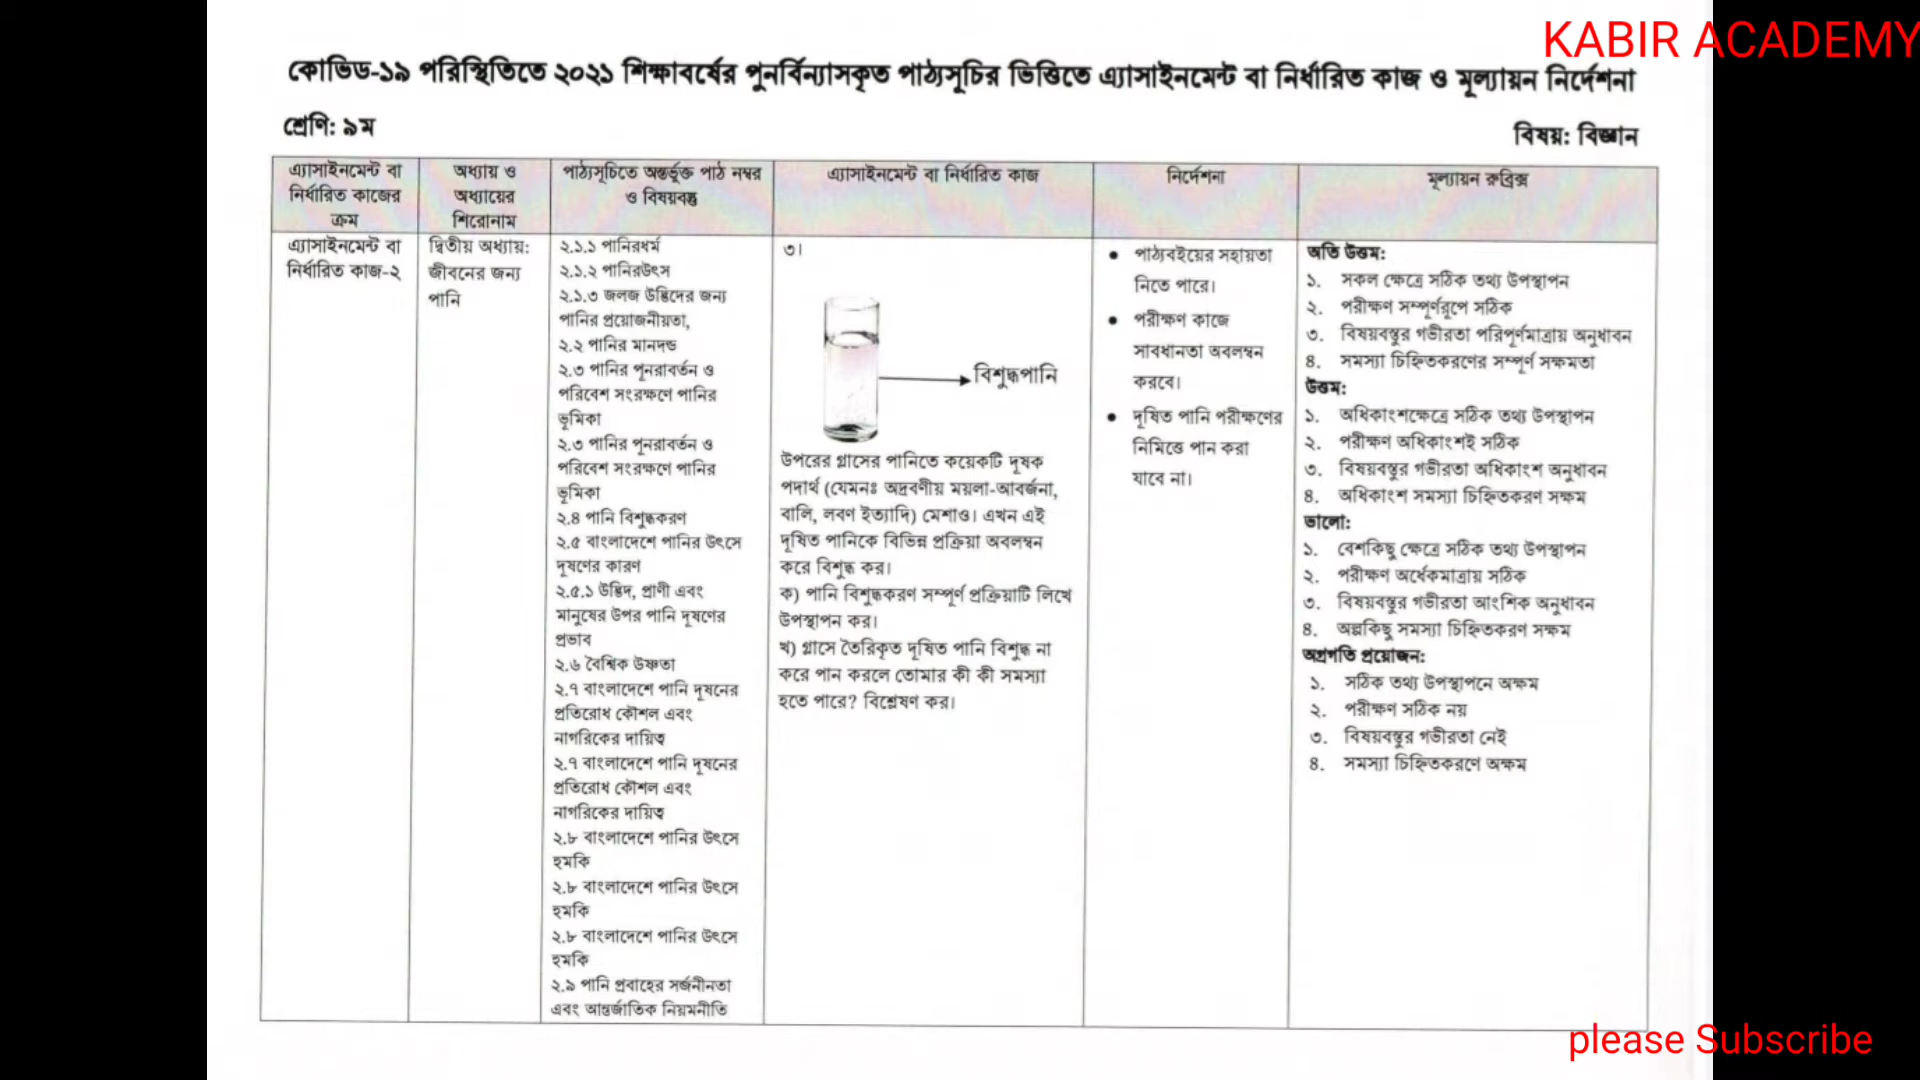 KABIR ACADEMY
কোভিড-১৯ পরিস্থিতিতে ২০২১ শিক্ষাবর্ষের পুনর্বিন্যাসকৃত পাঠ্যসূচির ভিত্তিতে এ্যাসাইনমেন্ট বা নির্ধারিত কাজ ও মূল্যায়ন নির্দেশনা
শ্রেণি: ৯ম
বিষয়: বিজ্ঞান
এ্যাসাইনমেন্ট বা
নির্ধারিত কাজের
ক্রম
অধ্যায় ও
অধ্যায়ের
শিরোনাম
পাঠ্যসূচিতে অন্তর্ভুক্ত পাঠ নম্বর
ও বিষয়বস্তু
এ্যাসাইনমেন্ট বা নির্ধারিত কাজ
নির্দেশনা
মূল্যায়ন রুব্রিক্স
এ্যাসাইনমেন্ট বা
নির্ধারিত কাজ-২
দ্বিতীয় অধ্যায়:
জীবনের জন্য
পানি
২.১.১ পানিরধর্ম
২.১.২ পানিরউৎস
২.১.৩ জলজ উদ্ভিদের জন্য
পানির প্রয়োজনীয়তা,
২.২ পানির মানদন্ড
২.৩ পানির পূনরাবর্তন ও
পরিবেশ সংরক্ষণে পানির
ভূমিকা
২.৩ পানির পূনরাবর্তন ও
পরিবেশ সংরক্ষণে পানির
ভূমিকা
২.৪ পানি বিশুদ্ধকরণ
২.৫ বাংলাদেশে পানির উৎসে
দূষণের কারণ
২.৫.১ উদ্ভিদ, প্রাণী এবং
মানুষের উপর পানি দূষণের
প্রভাব
২.৬ বৈশ্বিক উষ্ণতা
২.৭ বাংলাদেশে পানি দূষনের
প্রতিরোধ কৌশল এবং
নাগরিকের দায়িত্ব
২.৭ বাংলাদেশে পানি দূষনের
প্রতিরোধ কৌশল এবং
নাগরিকের দায়িত্ব
২.৮ বাংলাদেশে পানির উৎসে
হুমকি
২.৮ বাংলাদেশে পানির উৎসে
হুমকি
২.৮ বাংলাদেশে পানির উৎসে
হুমকি
২.৯ পানি প্রবাহের সর্জনীনতা
এবং আন্তর্জাতিক নিয়মনীতি
৩।
বিশুদ্ধপানি
উপরের গ্লাসের পানিতে কয়েকটি দূষক
পদার্থ (যেমনঃ অদ্রবণীয় ময়লা-আবর্জনা,
বালি, লবণ ইত্যাদি) মেশাও। এখন এই
দূষিত পানিকে বিভিন্ন প্রক্রিয়া অবলম্বন
করে বিশুদ্ধ কর।
ক) পানি বিশুদ্ধকরণ সম্পূর্ণ প্রক্রিয়াটি লিখে
উপস্থাপন কর।
খ) গ্লাসে তৈরিকৃত দূষিত পানি বিশুদ্ধ না
করে পান করলে তোমার কী কী সমস্যা
হতে পারে? বিশ্লেষণ কর।
● পাঠ্যবইয়ের সহায়তা
নিতে পারে।
● পরীক্ষণ কাজে
সাবধানতা অবলম্বন
করবে।
● দূষিত পানি পরীক্ষণের
নিমিত্তে পান করা
যাবে না।
অতি উত্তম:
১. সকল ক্ষেত্রে সঠিক তথ্য উপস্থাপন
২. পরীক্ষণ সম্পূর্ণরূপে সঠিক
৩. বিষয়বস্তুর গভীরতা পরিপূর্ণমাত্রায় অনুধাবন
৪. সমস্যা চিহ্নিতকরণের সম্পূর্ণ সক্ষমতা
উত্তম:
১. অধিকাংশক্ষেত্রে সঠিক তথ্য উপস্থাপন
২. পরীক্ষণ অধিকাংশই সঠিক
৩. বিষয়বস্তুর গভীরতা অধিকাংশ অনুধাবন
৪. অধিকাংশ সমস্যা চিহ্নিতকরণ সক্ষম
ভালো:
১. বেশকিছু ক্ষেত্রে সঠিক তথ্য উপস্থাপন
২. পরীক্ষণ অর্ধেকমাত্রায় সঠিক
৩. বিষয়বস্তুর গভীরতা আংশিক অনুধাবন
৪. অল্পকিছু সমস্যা চিহ্নিতকরণ সক্ষম
অগ্রগতি প্রয়োজন:
১. সঠিক তথ্য উপস্থাপনে অক্ষম
২. পরীক্ষণ সঠিক নয়
৩. বিষয়বস্তুর গভীরতা নেই
৪. সমস্যা চিহ্নিতকরণে অক্ষম
please Subscribe